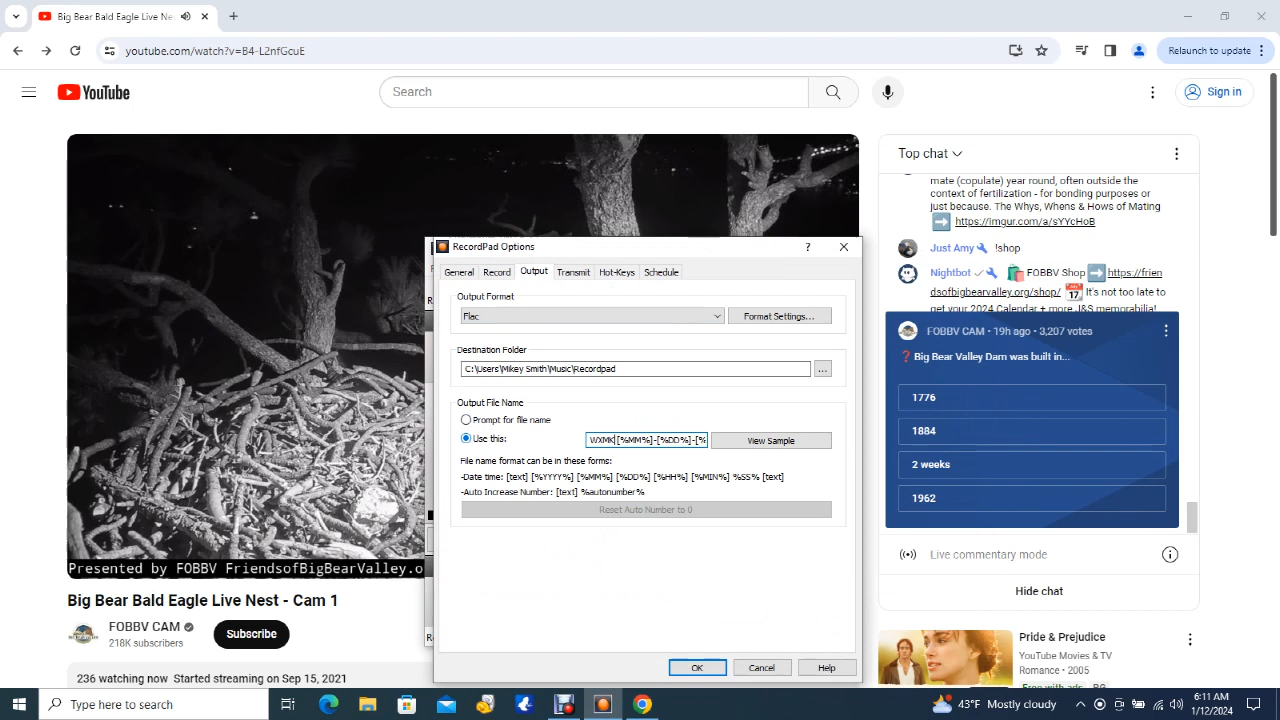 Big Bear Bald Eagle Live Ne
youtube.com/watch?v=B4-L2nfGcuE
Relaunch to update
YouTube
Search
Sign in
Top chat
mate (copulate) year round, often outside the
context of fertilization - for bonding purposes or
just because. The Whys, Whens & Hows of Mating
https://imgur.com/a/sYYcHoB
Just Amy !shop
Nightbot FOBBV Shop https://frien
dsofbigbearvalley.org/shop/ It's not too late to
get your 2024 Calendar + more J&S memorabilia!
FOBBV CAM • 19h ago • 3,207 votes
❓Big Bear Valley Dam was built in...
1776
1884
2 weeks
1962
Live commentary mode
Hide chat
RecordPad Options
?
General Record Output Transmit Hot-Keys Schedule
Output Format
Flac
Format Settings...
Destination Folder
C:\Users\Mikey Smith\Music\Recordpad
...
Output File Name
Prompt for file name
Use this:
WXMK [%MM%]-[%DD%]-[%
View Sample
File name format can be in these forms:
-Date time: [text] [%YYYY%] [%MM%] [%DD%] [%HH%] [%MIN%] %SS% [text]
-Auto Increase Number: [text] %autonumber%
Reset Auto Number to 0
OK
Cancel
Help
Presented by FOBBV FriendsofBigBearValley.o
Big Bear Bald Eagle Live Nest - Cam 1
FOBBV CAM
218K subscribers
Subscribe
236 watching now Started streaming on Sep 15, 2021
Pride & Prejudice
YouTube Movies & TV
Romance • 2005
Free with ads PG
Type here to search
43°F Mostly cloudy
6:11 AM
1/12/2024